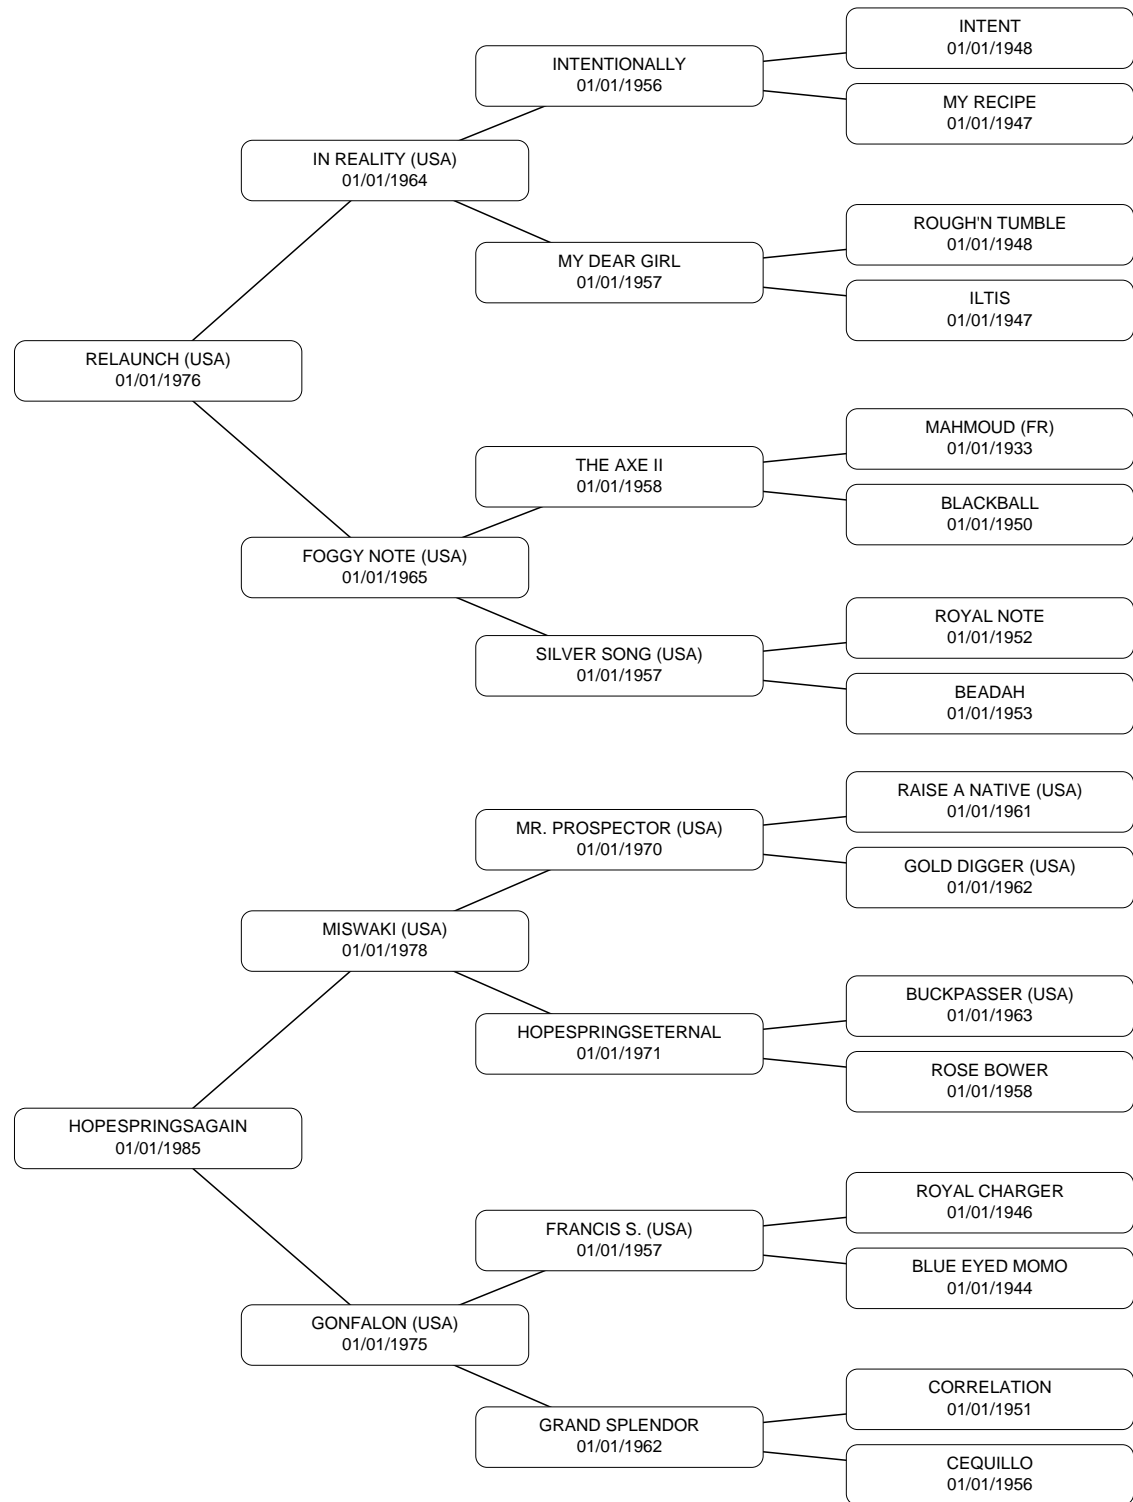 INTENT
01/01/1948
INTENTIONALLY
01/01/1956
MY RECIPE
01/01/1947
IN REALITY (USA)
01/01/1964
ROUGH'N TUMBLE
01/01/1948
MY DEAR GIRL
01/01/1957
ILTIS
01/01/1947
RELAUNCH (USA)
01/01/1976
MAHMOUD (FR)
01/01/1933
THE AXE II
01/01/1958
BLACKBALL
01/01/1950
FOGGY NOTE (USA)
01/01/1965
ROYAL NOTE
01/01/1952
SILVER SONG (USA)
01/01/1957
BEADAH
01/01/1953
RAISE A NATIVE (USA)
01/01/1961
MR. PROSPECTOR (USA)
01/01/1970
GOLD DIGGER (USA)
01/01/1962
MISWAKI (USA)
01/01/1978
BUCKPASSER (USA)
01/01/1963
HOPESPRINGSETERNAL
01/01/1971
ROSE BOWER
01/01/1958
HOPESPRINGSAGAIN
01/01/1985
ROYAL CHARGER
01/01/1946
FRANCIS S. (USA)
01/01/1957
BLUE EYED MOMO
01/01/1944
GONFALON (USA)
01/01/1975
CORRELATION
01/01/1951
GRAND SPLENDOR
01/01/1962
CEQUILLO
01/01/1956